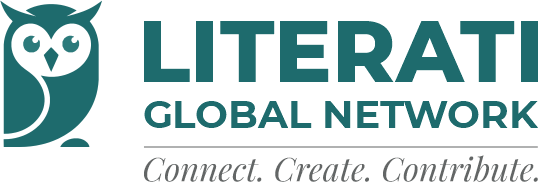 LITERATI
GLOBAL NETWORK
Connect. Create. Contribute.